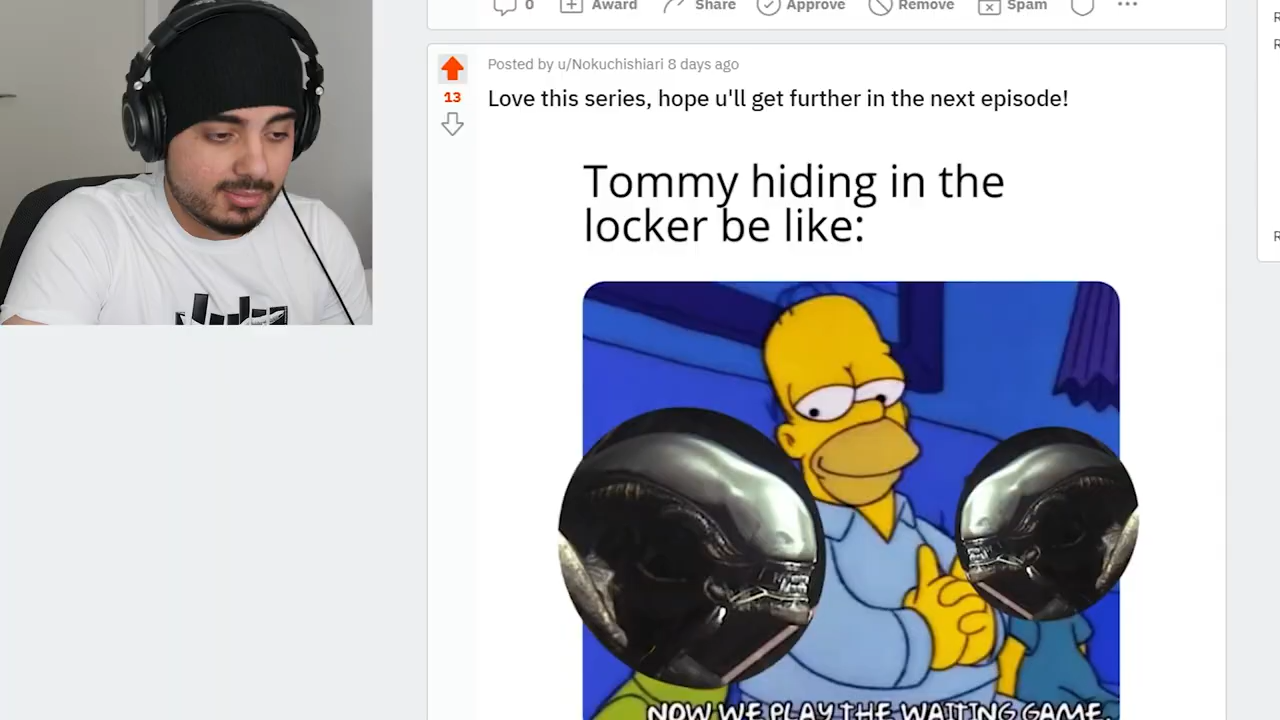 0 Award Share Approve Remove Spam
Posted by u/Nokuchishiari 8 days ago
13
Love this series, hope u'll get further in the next episode!
Tommy hiding in the
locker be like:
NOW WE PLAY THE WAITING GAME.
R
R
R